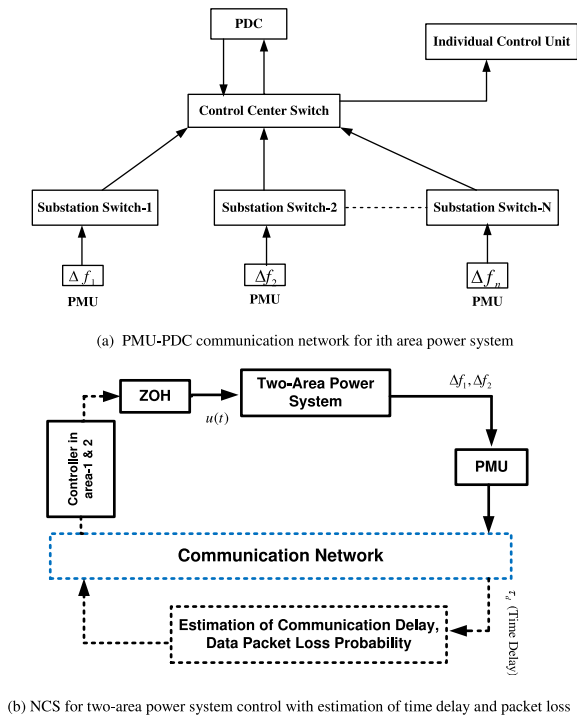 PDC
Individual Control Unit
Control Center Switch
Substation Switch-1
Substation Switch-2
Substation Switch-N
Δf1
Δf2
Δfn
PMU
PMU
PMU
(a) PMU-PDC communication network for ith area power system
ZOH
u(t)
Two-Area Power
System
Δf1, Δf2
Controller in
area-1 & 2
PMU
Communication Network
τd (Time Delay)
Estimation of Communication Delay,
Data Packet Loss Probability
(b) NCS for two-area power system control with estimation of time delay and packet loss